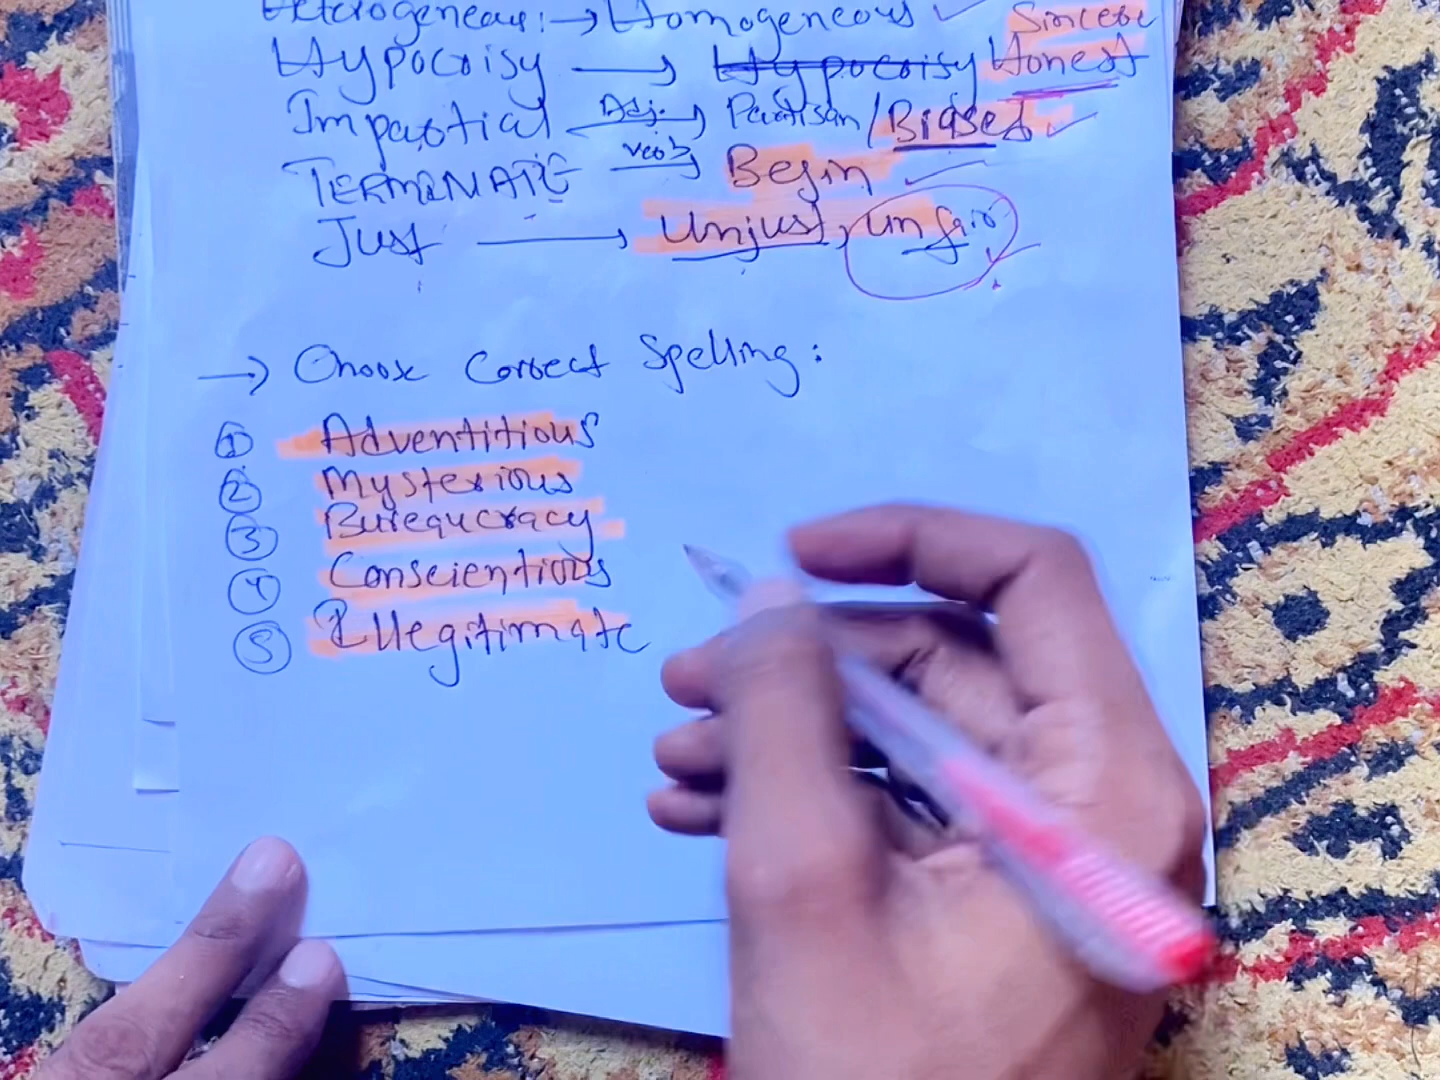 Heterogeneous: → Homogeneous ✓ Sincere
Hypocrisy → Honest
Impartial Adj. → Partisan / Biased ✓
TERMINATE verb → Begin ✓
Just → Unjust, unfair ✓
→ Choose Correct Spelling:
① Adventitious
② Mysterious
③ Bureaucracy
④ Conscientious
⑤ Illegitimate